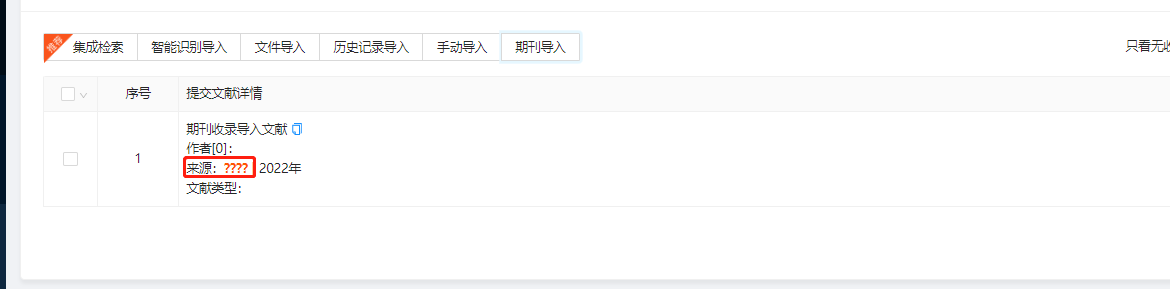 推荐
集成检索 智能识别导入 文件导入 历史记录导入 手动导入 期刊导入
只看无收
序号 提交文献详情
期刊收录导入文献
作者[0]：
1
来源：???? 2022年
文献类型：